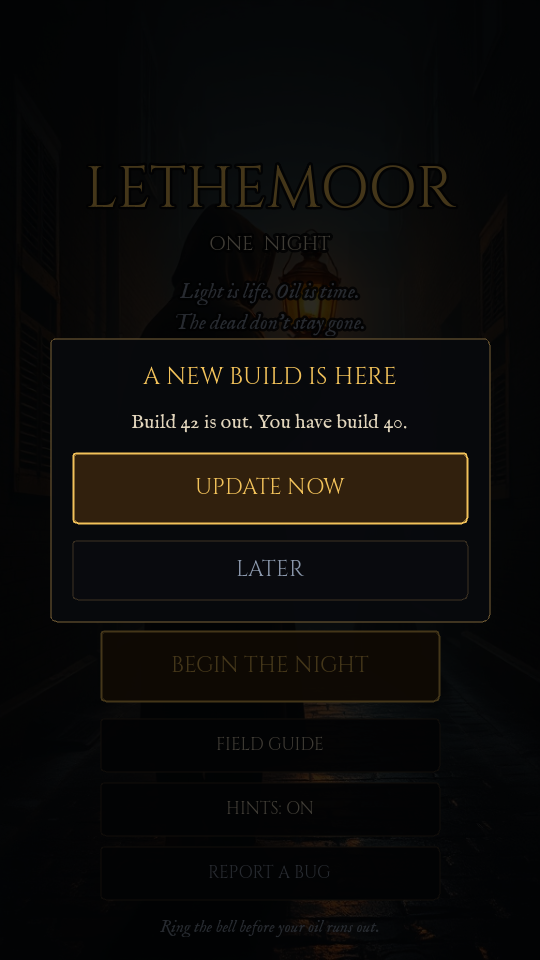 LETHEMOOR
ONE NIGHT
Light is life. Oil is time.
The dead don't stay gone.
A NEW BUILD IS HERE
Build 42 is out. You have build 40.
UPDATE NOW
LATER
BEGIN THE NIGHT
FIELD GUIDE
HINTS: ON
REPORT A BUG
Ring the bell before your oil runs out.